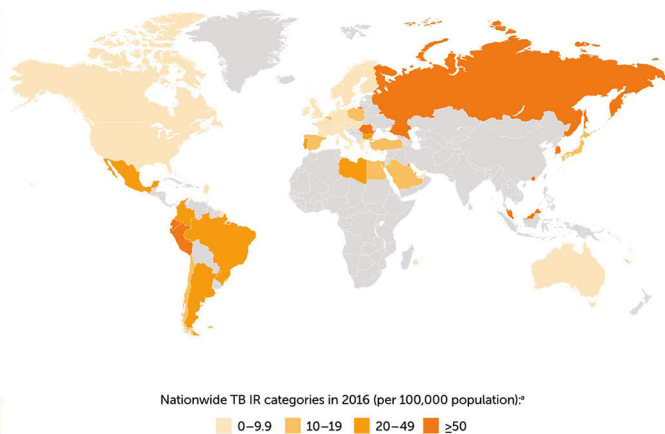 Nationwide TB IR categories in 2016 (per 100,000 population):ᵃ
0–9.9 10–19 20–49 ≥50